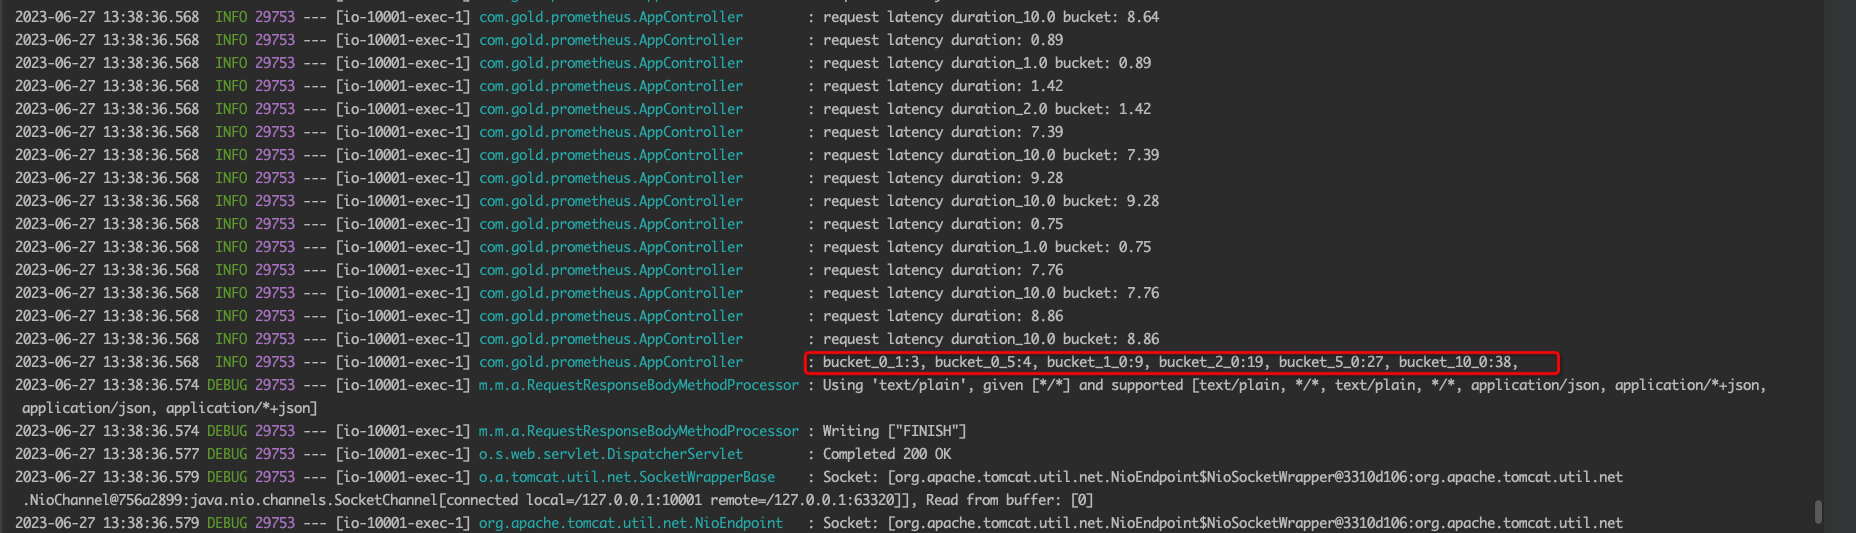 2023-06-27 13:38:36.568  INFO 29753 --- [io-10001-exec-1] com.gold.prometheus.AppController        : request latency duration_10.0 bucket: 8.64
2023-06-27 13:38:36.568  INFO 29753 --- [io-10001-exec-1] com.gold.prometheus.AppController        : request latency duration: 0.89
2023-06-27 13:38:36.568  INFO 29753 --- [io-10001-exec-1] com.gold.prometheus.AppController        : request latency duration_1.0 bucket: 0.89
2023-06-27 13:38:36.568  INFO 29753 --- [io-10001-exec-1] com.gold.prometheus.AppController        : request latency duration: 1.42
2023-06-27 13:38:36.568  INFO 29753 --- [io-10001-exec-1] com.gold.prometheus.AppController        : request latency duration_2.0 bucket: 1.42
2023-06-27 13:38:36.568  INFO 29753 --- [io-10001-exec-1] com.gold.prometheus.AppController        : request latency duration: 7.39
2023-06-27 13:38:36.568  INFO 29753 --- [io-10001-exec-1] com.gold.prometheus.AppController        : request latency duration_10.0 bucket: 7.39
2023-06-27 13:38:36.568  INFO 29753 --- [io-10001-exec-1] com.gold.prometheus.AppController        : request latency duration: 9.28
2023-06-27 13:38:36.568  INFO 29753 --- [io-10001-exec-1] com.gold.prometheus.AppController        : request latency duration_10.0 bucket: 9.28
2023-06-27 13:38:36.568  INFO 29753 --- [io-10001-exec-1] com.gold.prometheus.AppController        : request latency duration: 0.75
2023-06-27 13:38:36.568  INFO 29753 --- [io-10001-exec-1] com.gold.prometheus.AppController        : request latency duration_1.0 bucket: 0.75
2023-06-27 13:38:36.568  INFO 29753 --- [io-10001-exec-1] com.gold.prometheus.AppController        : request latency duration: 7.76
2023-06-27 13:38:36.568  INFO 29753 --- [io-10001-exec-1] com.gold.prometheus.AppController        : request latency duration_10.0 bucket: 7.76
2023-06-27 13:38:36.568  INFO 29753 --- [io-10001-exec-1] com.gold.prometheus.AppController        : request latency duration: 8.86
2023-06-27 13:38:36.568  INFO 29753 --- [io-10001-exec-1] com.gold.prometheus.AppController        : request latency duration_10.0 bucket: 8.86
2023-06-27 13:38:36.568  INFO 29753 --- [io-10001-exec-1] com.gold.prometheus.AppController        : bucket_0_1:3, bucket_0_5:4, bucket_1_0:9, bucket_2_0:19, bucket_5_0:27, bucket_10_0:38,
2023-06-27 13:38:36.574 DEBUG 29753 --- [io-10001-exec-1] m.m.a.RequestResponseBodyMethodProcessor : Using 'text/plain', given [*/*] and supported [text/plain, */*, text/plain, */*, application/json, application/*+json,
application/json, application/*+json]
2023-06-27 13:38:36.574 DEBUG 29753 --- [io-10001-exec-1] m.m.a.RequestResponseBodyMethodProcessor : Writing ["FINISH"]
2023-06-27 13:38:36.577 DEBUG 29753 --- [io-10001-exec-1] o.s.web.servlet.DispatcherServlet        : Completed 200 OK
2023-06-27 13:38:36.579 DEBUG 29753 --- [io-10001-exec-1] o.a.tomcat.util.net.SocketWrapperBase    : Socket: [org.apache.tomcat.util.net.NioEndpoint$NioSocketWrapper@3310d106:org.apache.tomcat.util.net
.NioChannel@756a2899:java.nio.channels.SocketChannel[connected local=/127.0.0.1:10001 remote=/127.0.0.1:63320]], Read from buffer: [0]
2023-06-27 13:38:36.579 DEBUG 29753 --- [io-10001-exec-1] org.apache.tomcat.util.net.NioEndpoint   : Socket: [org.apache.tomcat.util.net.NioEndpoint$NioSocketWrapper@3310d106:org.apache.tomcat.util.net